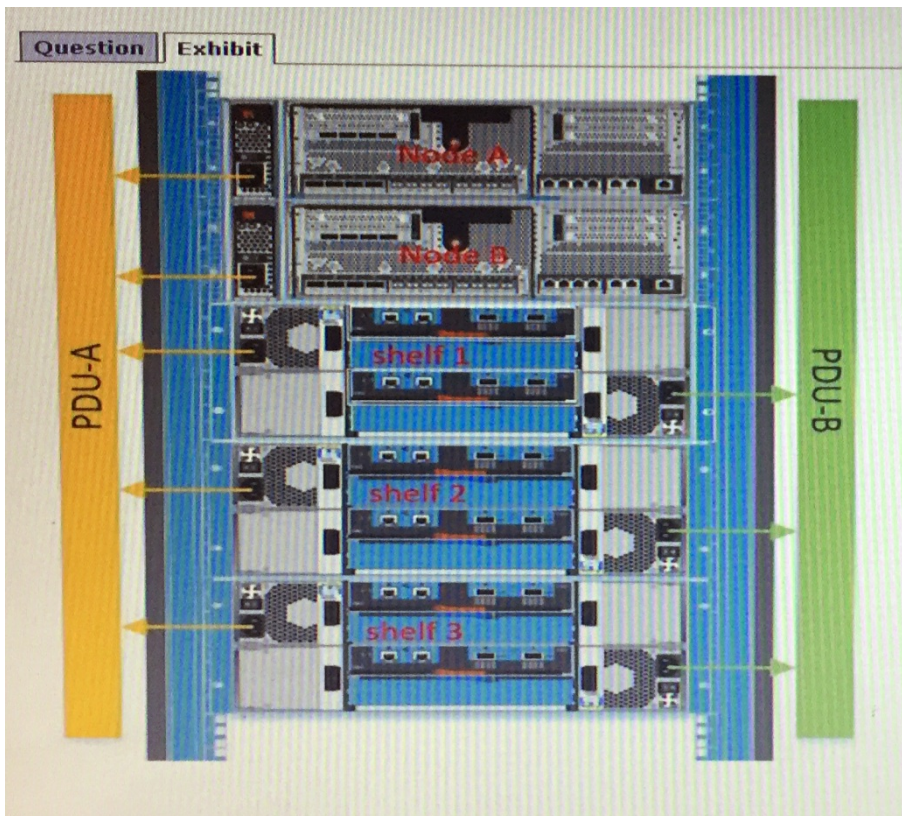 Question Exhibit
Node A
Node B
PDU-A
PDU-B
shelf 1
shelf 2
shelf 3